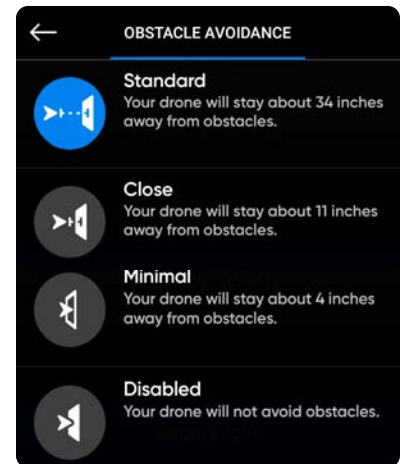 OBSTACLE AVOIDANCE
Standard
Your drone will stay about 34 inches
away from obstacles.
Close
Your drone will stay about 11 inches
away from obstacles.
Minimal
Your drone will stay about 4 inches
away from obstacles.
Disabled
Your drone will not avoid obstacles.